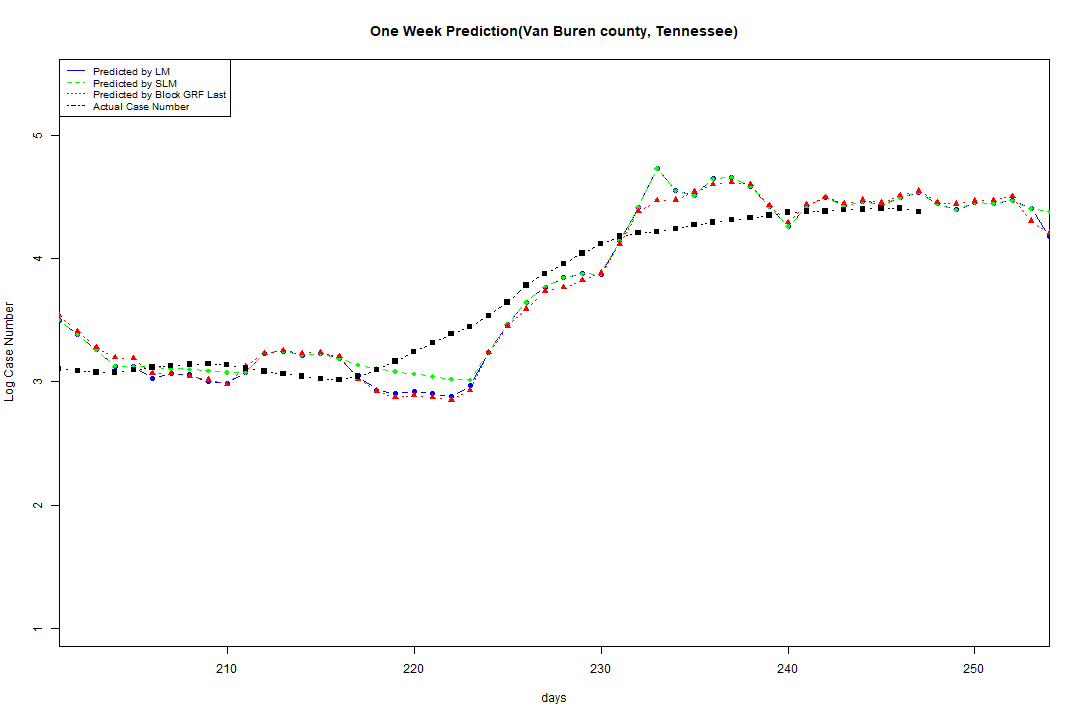 One Week Prediction(Van Buren county, Tennessee)
Predicted by LM
Predicted by SLM
Predicted by Block GRF Last
Actual Case Number
5
4
3
2
1
Log Case Number
210 220 230 240 250
days